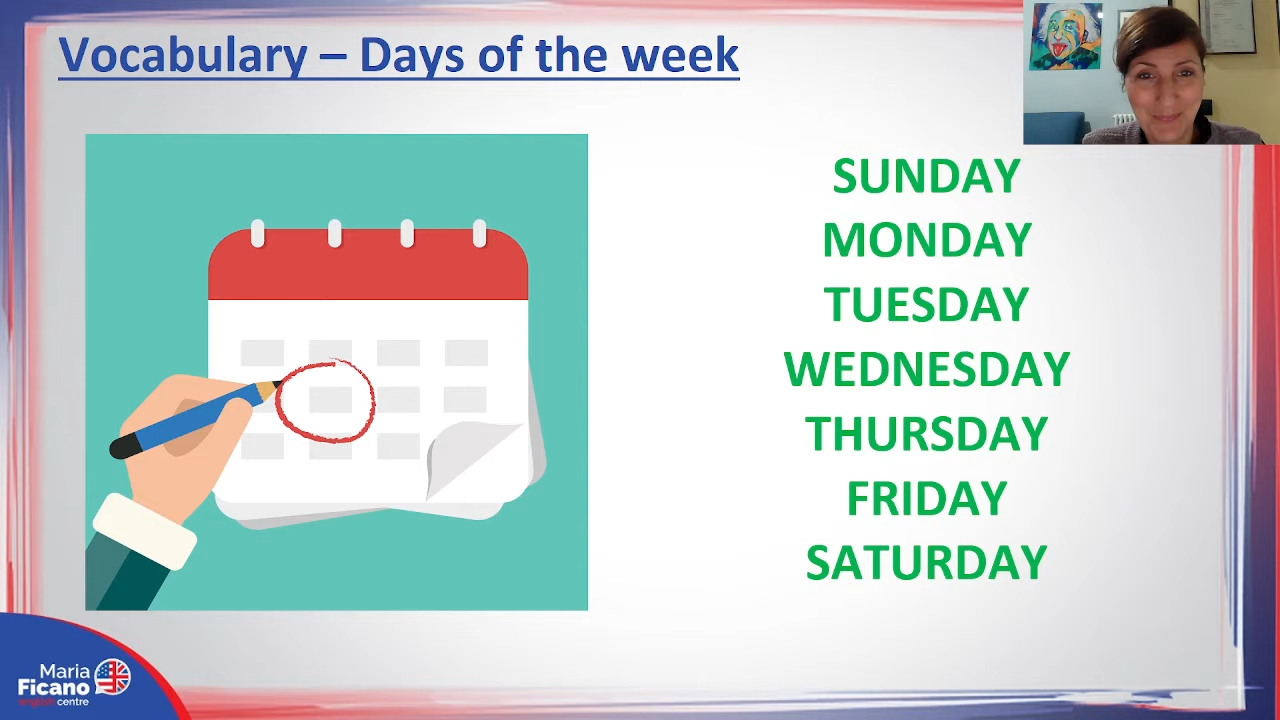 Vocabulary – Days of the week
SUNDAY
MONDAY
TUESDAY
WEDNESDAY
THURSDAY
FRIDAY
SATURDAY
Maria
Ficano
english centre